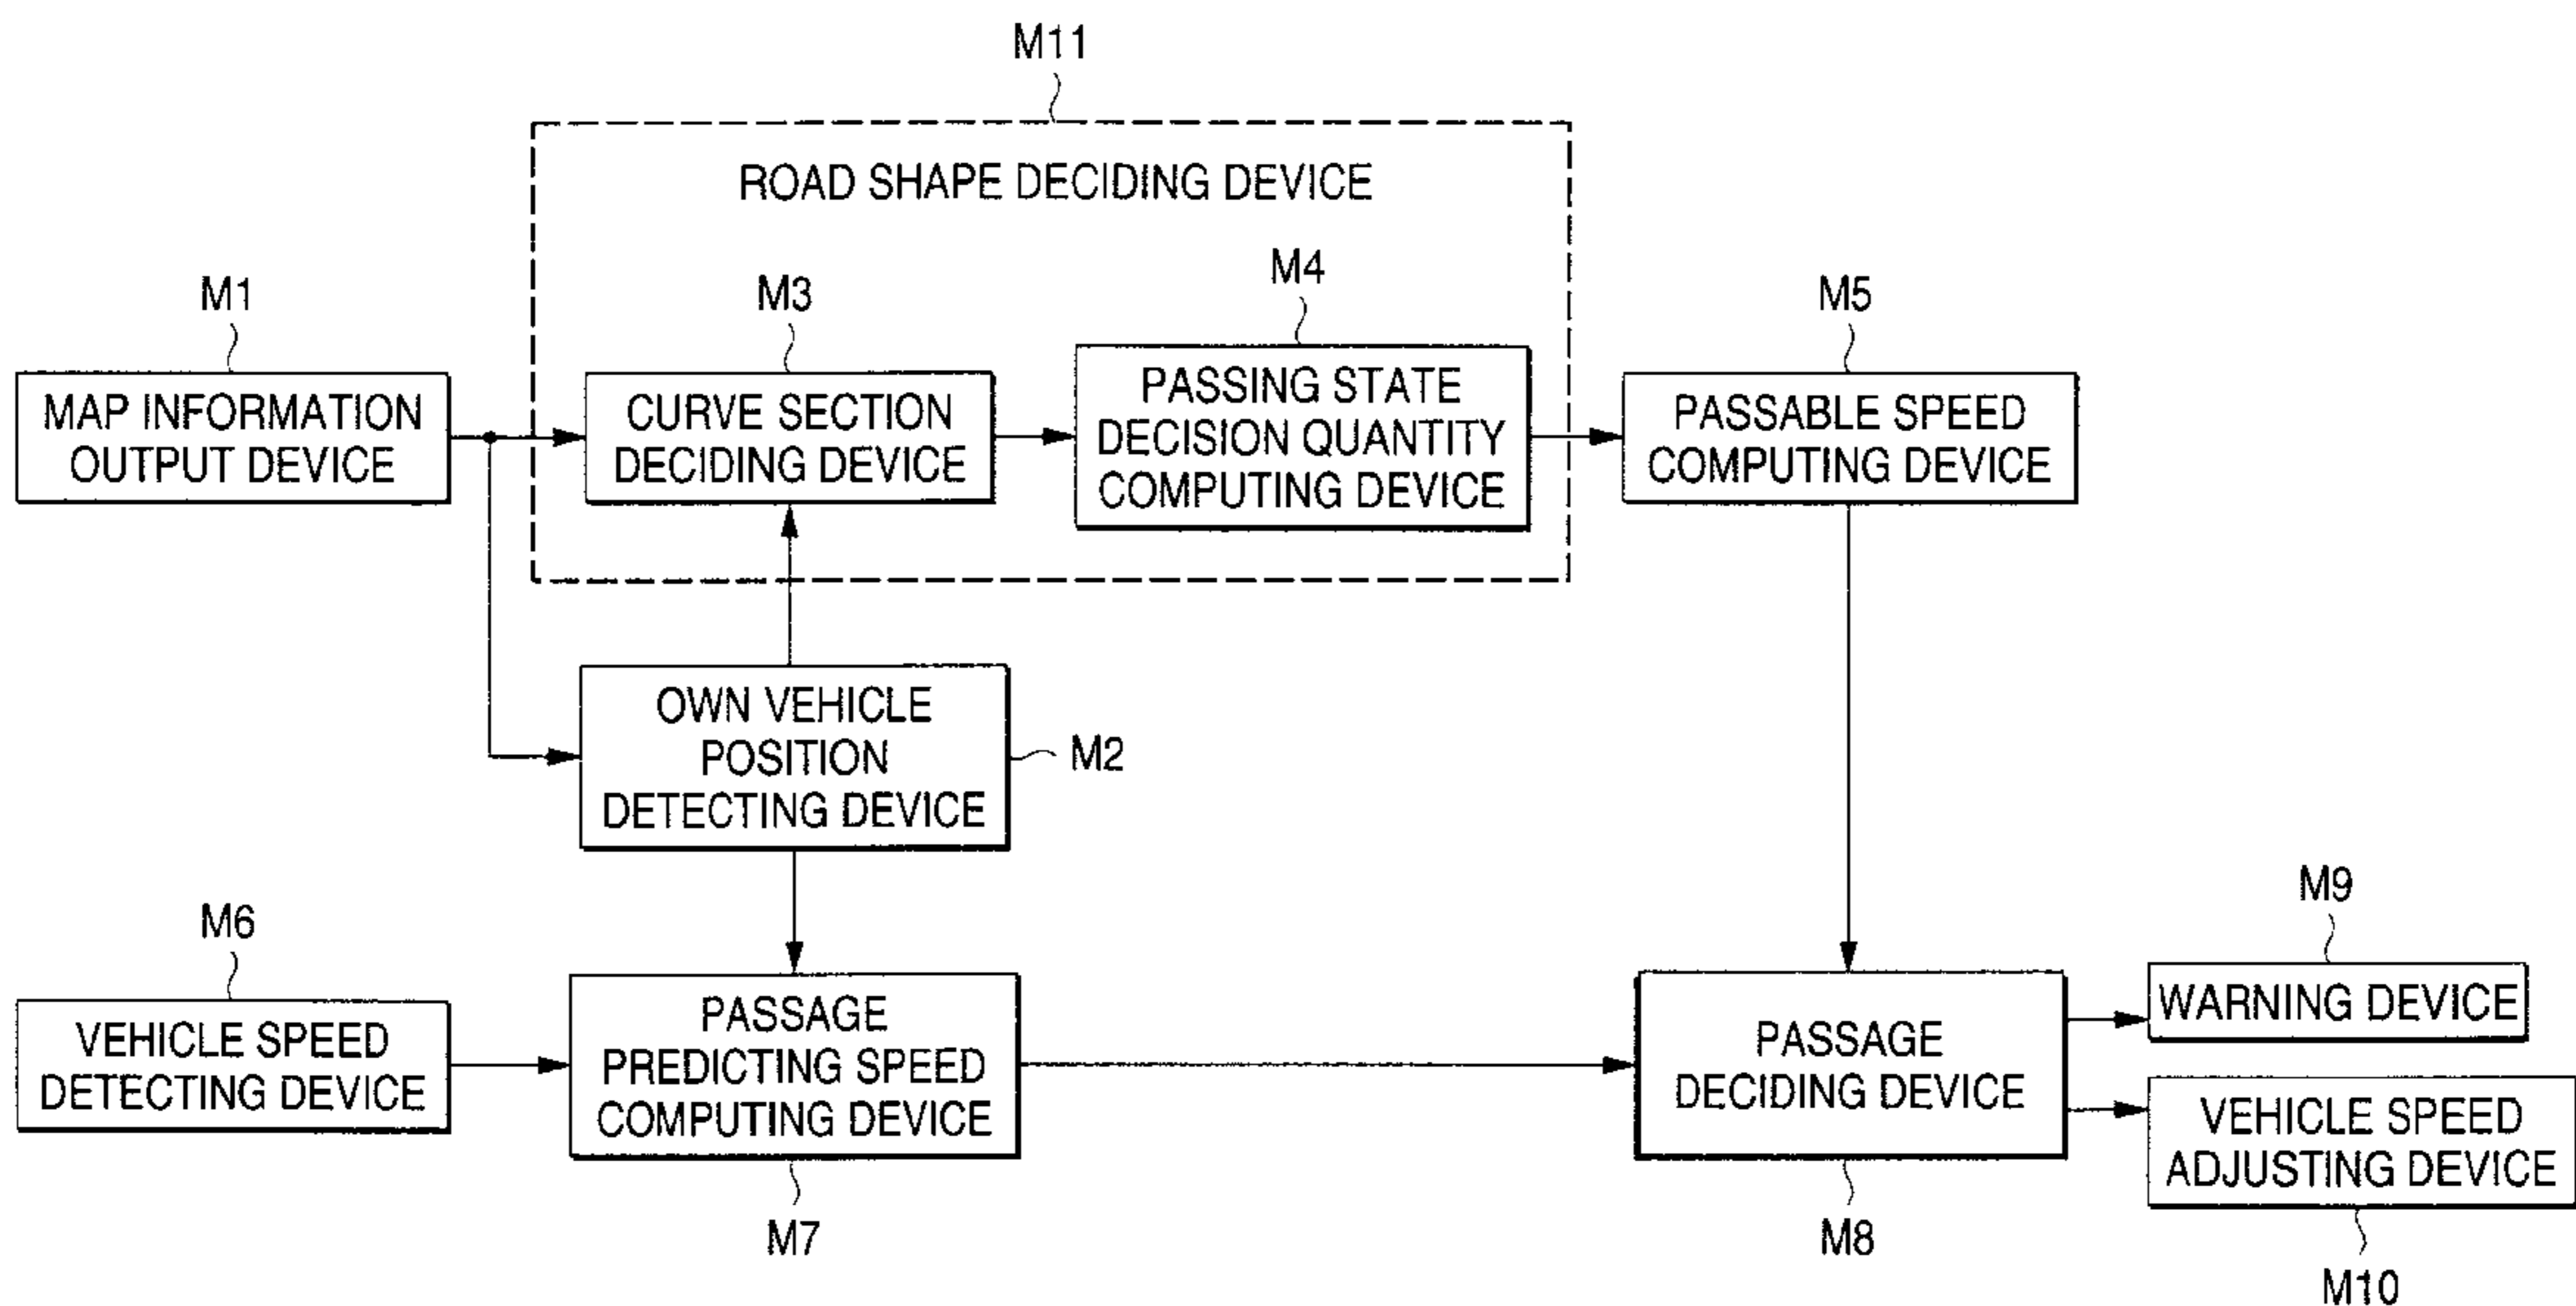 M11
ROAD SHAPE DECIDING DEVICE
M1
MAP INFORMATION
OUTPUT DEVICE
M3
CURVE SECTION
DECIDING DEVICE
M4
PASSING STATE
DECISION QUANTITY
COMPUTING DEVICE
M5
PASSABLE SPEED
COMPUTING DEVICE
OWN VEHICLE
POSITION
DETECTING DEVICE
M2
M6
VEHICLE SPEED
DETECTING DEVICE
PASSAGE
PREDICTING SPEED
COMPUTING DEVICE
M7
PASSAGE
DECIDING DEVICE
M8
M9
WARNING DEVICE
VEHICLE SPEED
ADJUSTING DEVICE
M10